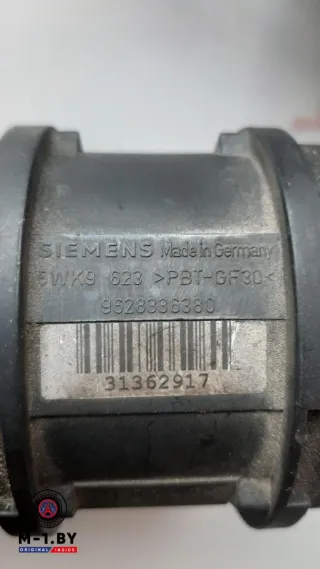 SIEMENS Made in Germany
5WK9 623 >PBT-GF30<
9628336380
31362917
M-1.BY
ORIGINAL INSIDE